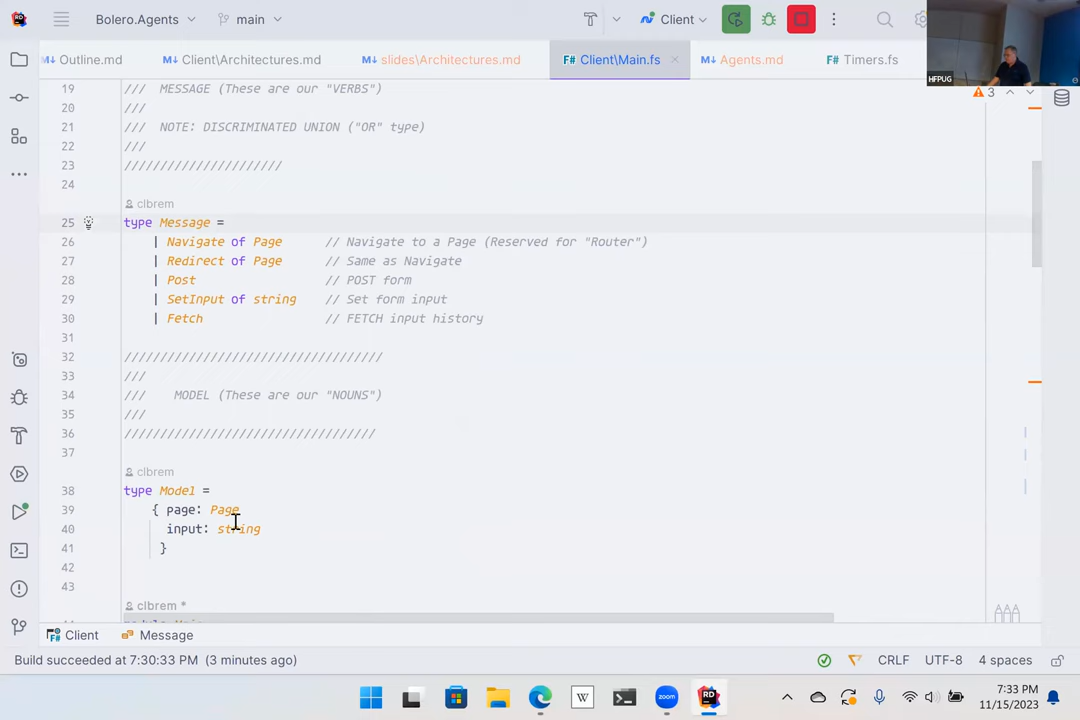 RD Bolero.Agents main Client
Outline.md Client\Architectures.md slides\Architectures.md F# Client\Main.fs Agents.md F# Timers.fs
HFPUG
3
19 /// MESSAGE (These are our "VERBS")
20 ///
21 /// NOTE: DISCRIMINATED UNION ("OR" type)
22 ///
23 //////////////////////
24
clbrem
25 type Message =
26 | Navigate of Page // Navigate to a Page (Reserved for "Router")
27 | Redirect of Page // Same as Navigate
28 | Post // POST form
29 | SetInput of string // Set form input
30 | Fetch // FETCH input history
31
32 ////////////////////////////////////
33 ///
34 /// MODEL (These are our "NOUNS")
35 ///
36 ///////////////////////////////////
37
clbrem
38 type Model =
39 { page: Page
40 input: string
41 }
42
43
clbrem *
Client Message
Build succeeded at 7:30:33 PM (3 minutes ago) CRLF UTF-8 4 spaces
W zoom RD
7:33 PM
11/15/2023